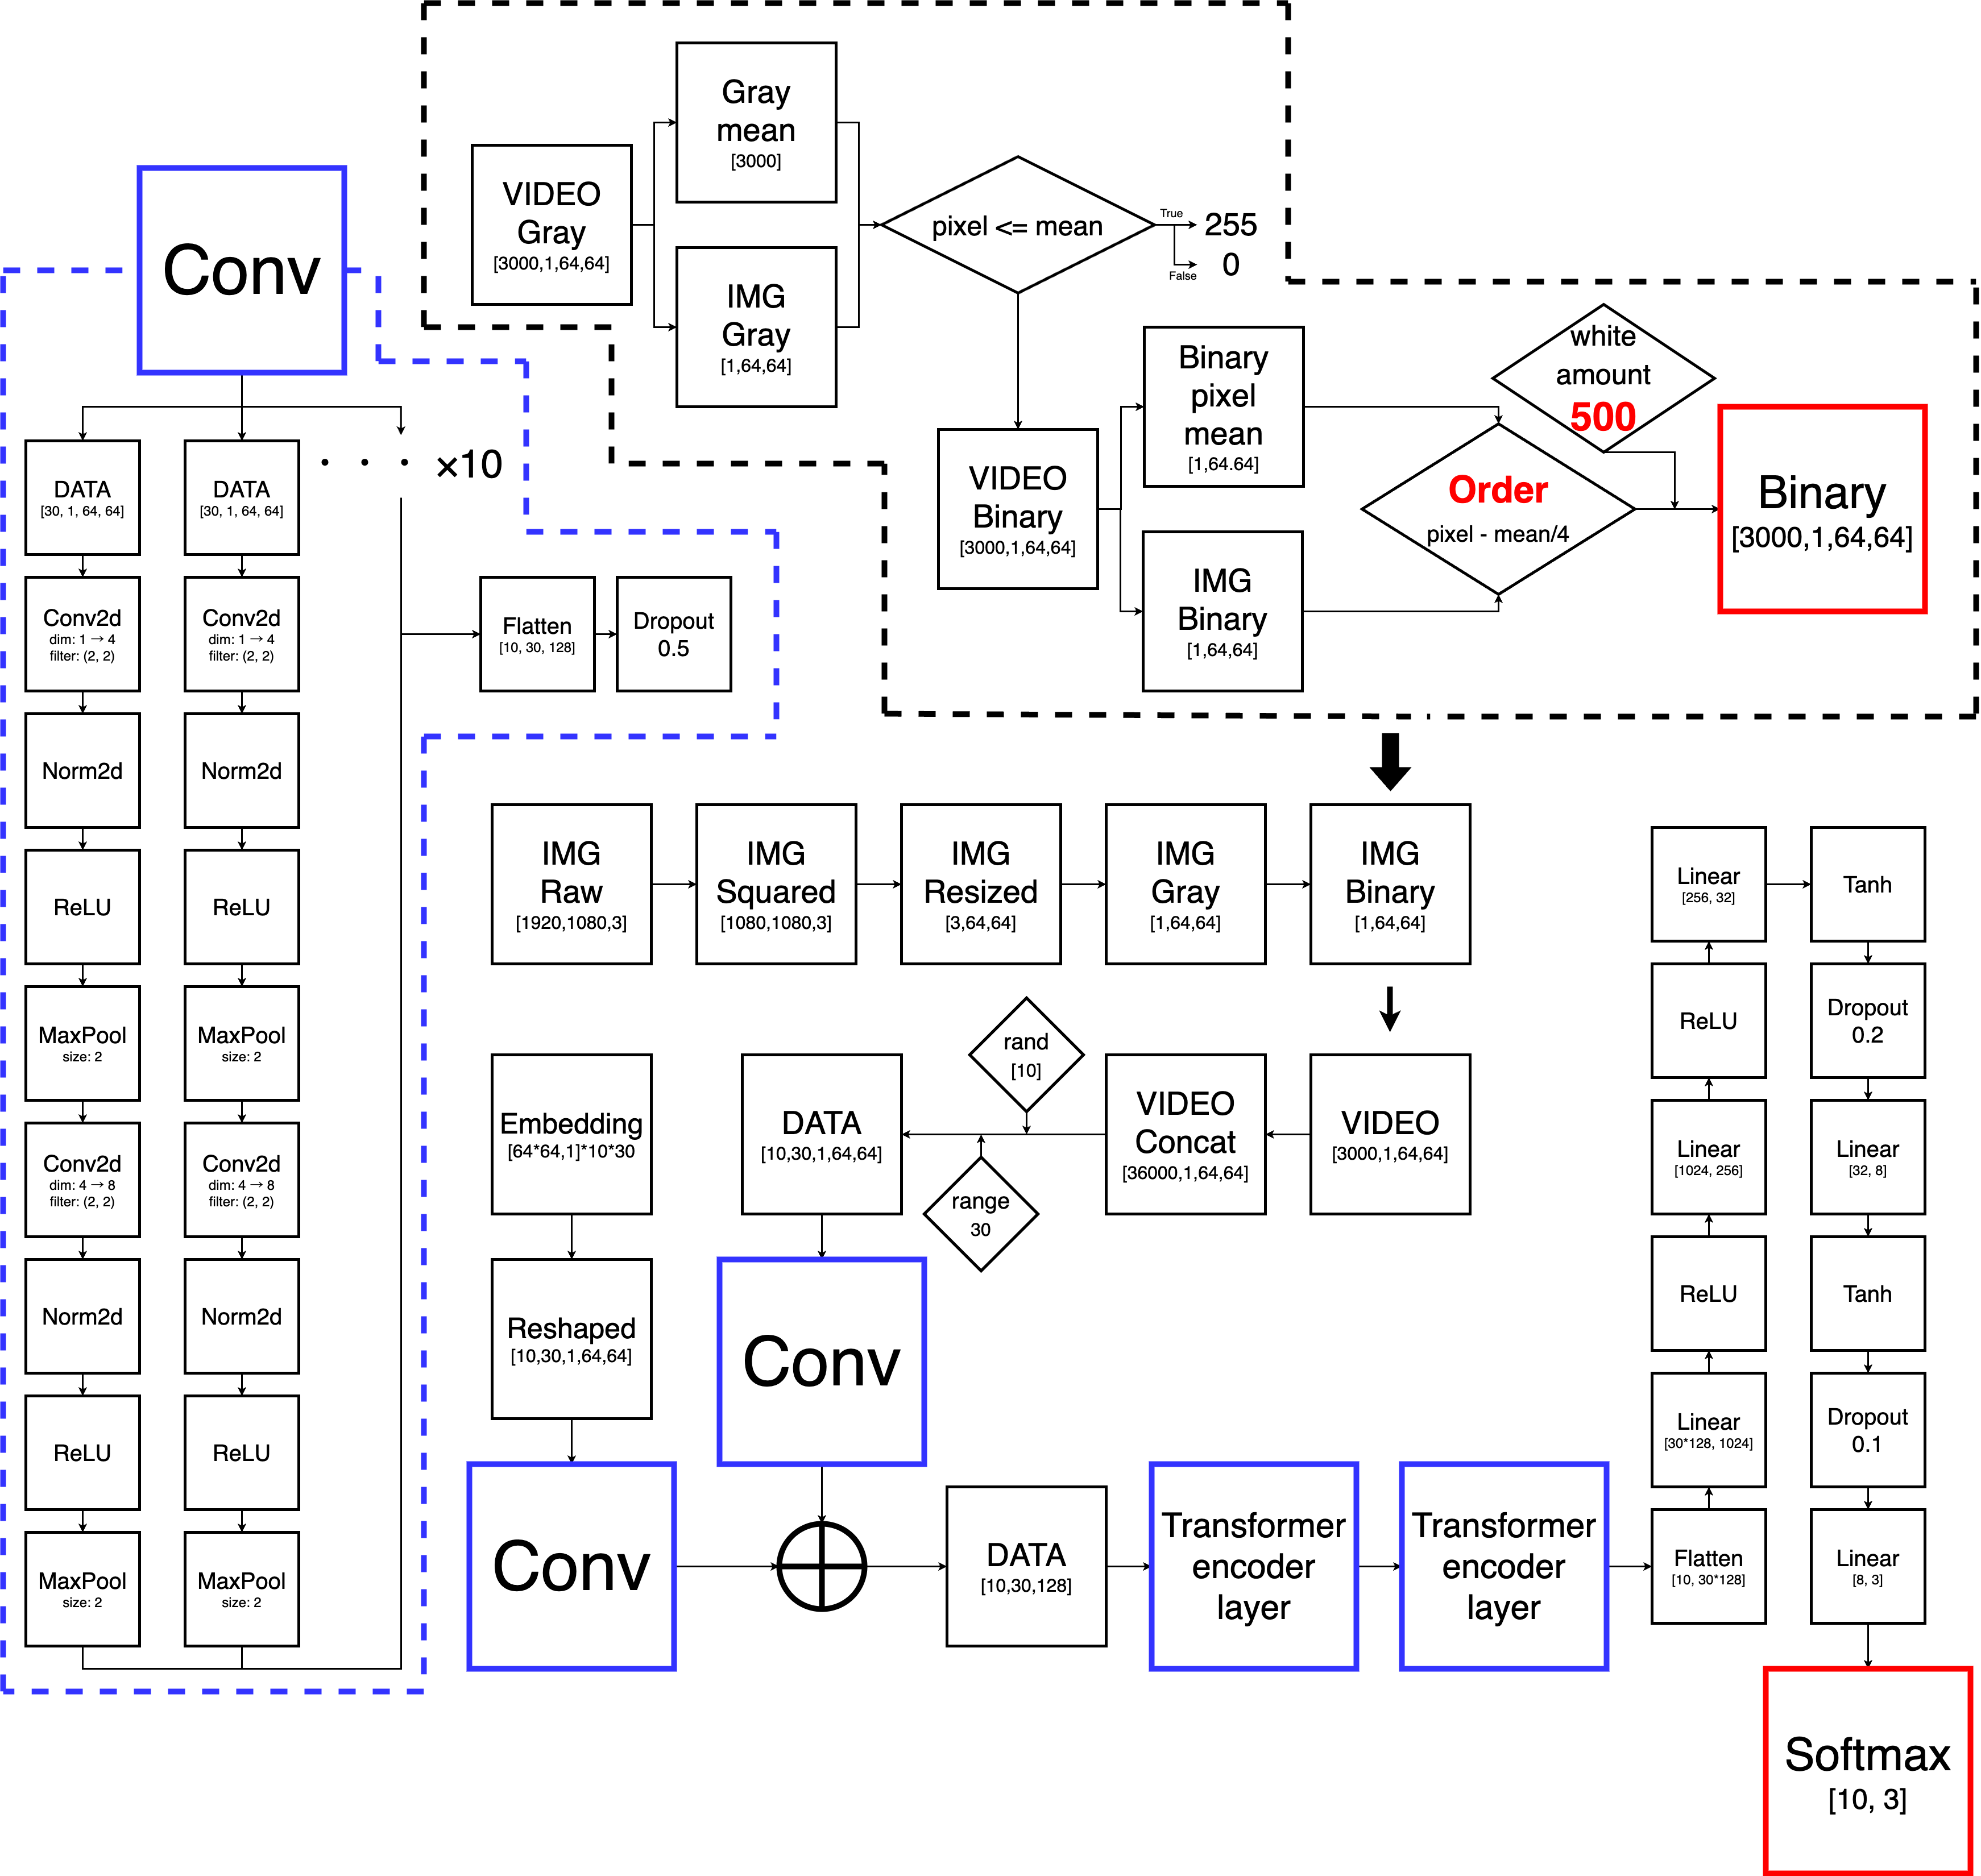 Gray
mean
[3000]
VIDEO
Gray
[3000,1,64,64]
IMG
Gray
[1,64,64]
pixel <= mean
True
255
False
0
VIDEO
Binary
[3000,1,64,64]
Binary
pixel
mean
[1,64.64]
IMG
Binary
[1,64,64]
white
amount
500
Order
pixel - mean/4
Binary
[3000,1,64,64]
Conv
DATA
[30, 1, 64, 64]
DATA
[30, 1, 64, 64]
· · · ×10
Conv2d
dim: 1 → 4
filter: (2, 2)
Conv2d
dim: 1 → 4
filter: (2, 2)
Norm2d
Norm2d
ReLU
ReLU
MaxPool
size: 2
MaxPool
size: 2
Conv2d
dim: 4 → 8
filter: (2, 2)
Conv2d
dim: 4 → 8
filter: (2, 2)
Norm2d
Norm2d
ReLU
ReLU
MaxPool
size: 2
MaxPool
size: 2
Flatten
[10, 30, 128]
Dropout
0.5
IMG
Raw
[1920,1080,3]
IMG
Squared
[1080,1080,3]
IMG
Resized
[3,64,64]
IMG
Gray
[1,64,64]
IMG
Binary
[1,64,64]
VIDEO
[3000,1,64,64]
VIDEO
Concat
[36000,1,64,64]
rand
[10]
range
30
DATA
[10,30,1,64,64]
Conv
Embedding
[64*64,1]*10*30
Reshaped
[10,30,1,64,64]
Conv
DATA
[10,30,128]
Transformer
encoder
layer
Transformer
encoder
layer
Flatten
[10, 30*128]
Linear
[30*128, 1024]
ReLU
Linear
[1024, 256]
ReLU
Linear
[256, 32]
Tanh
Dropout
0.2
Linear
[32, 8]
Tanh
Dropout
0.1
Linear
[8, 3]
Softmax
[10, 3]